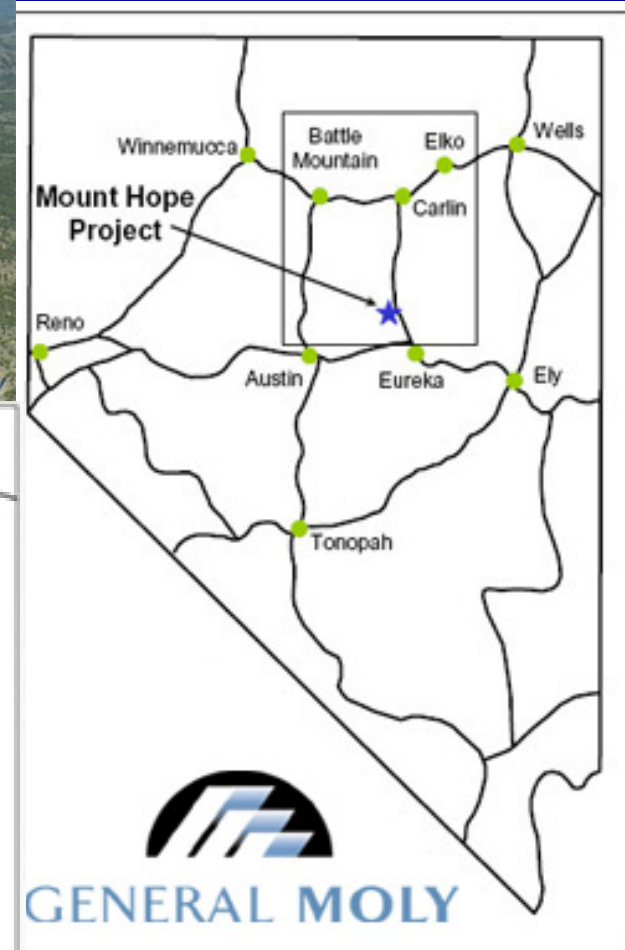 Winnemucca
Battle
Mountain
Elko
Wells
Mount Hope
Project
Carlin
Reno
Austin
Eureka
Ely
Tonopah
GENERAL MOLY